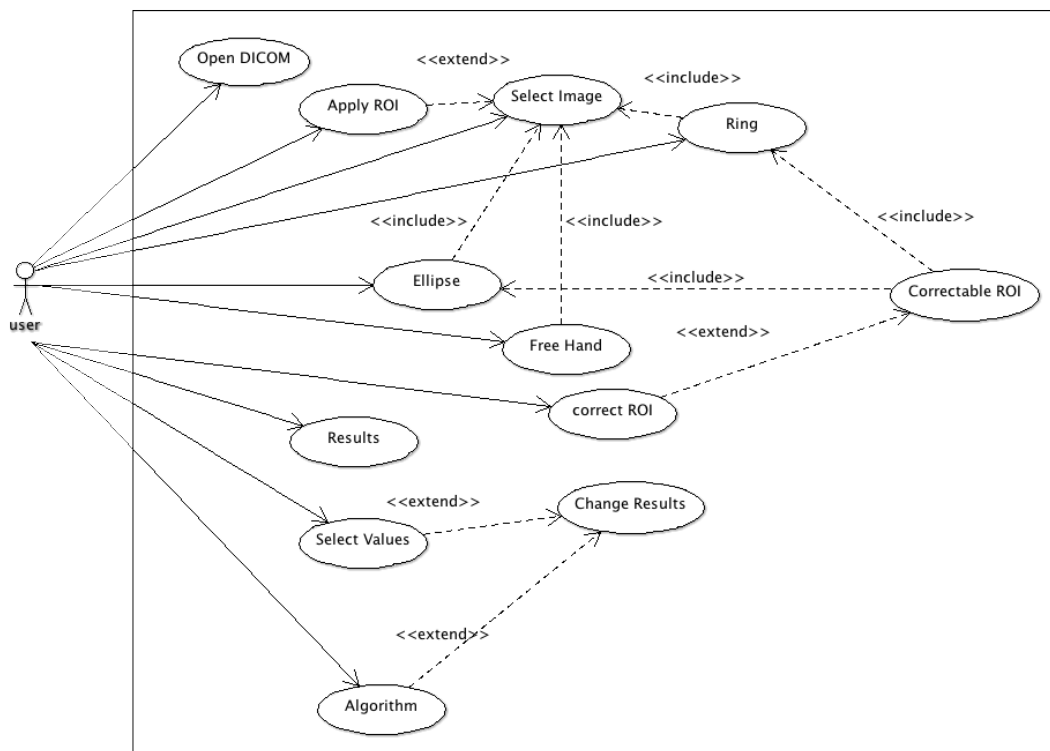 Open DICOM
<<extend>>
Select Image
<<include>>
Apply ROI
Ring
<<include>>
<<include>>
<<include>>
Ellipse
<<include>>
Correctable ROI
user
<<extend>>
Free Hand
correct ROI
Results
<<extend>>
Change Results
Select Values
<<extend>>
Algorithm